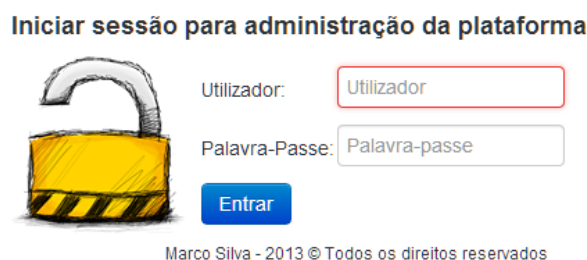 Iniciar sessão para administração da plataforma
Utilizador: Utilizador
Palavra-Passe: Palavra-passe
Entrar
Marco Silva - 2013 © Todos os direitos reservados